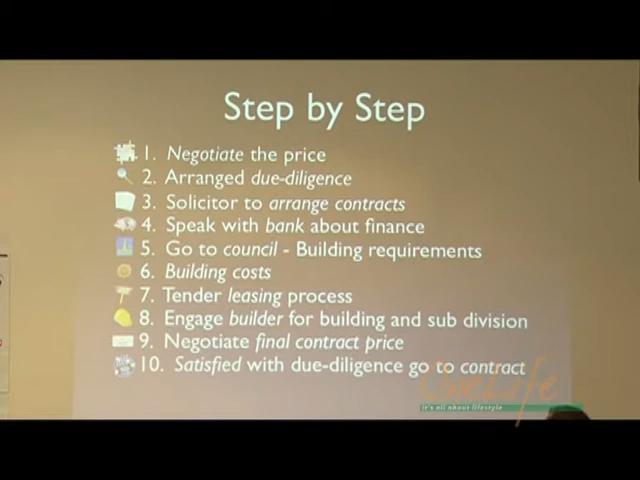 Step by Step
1. Negotiate the price
2. Arranged due-diligence
3. Solicitor to arrange contracts
4. Speak with bank about finance
5. Go to council - Building requirements
6. Building costs
7. Tender leasing process
8. Engage builder for building and sub division
9. Negotiate final contract price
10. Satisfied with due-diligence go to contract
OneLife
it's all about lifestyle